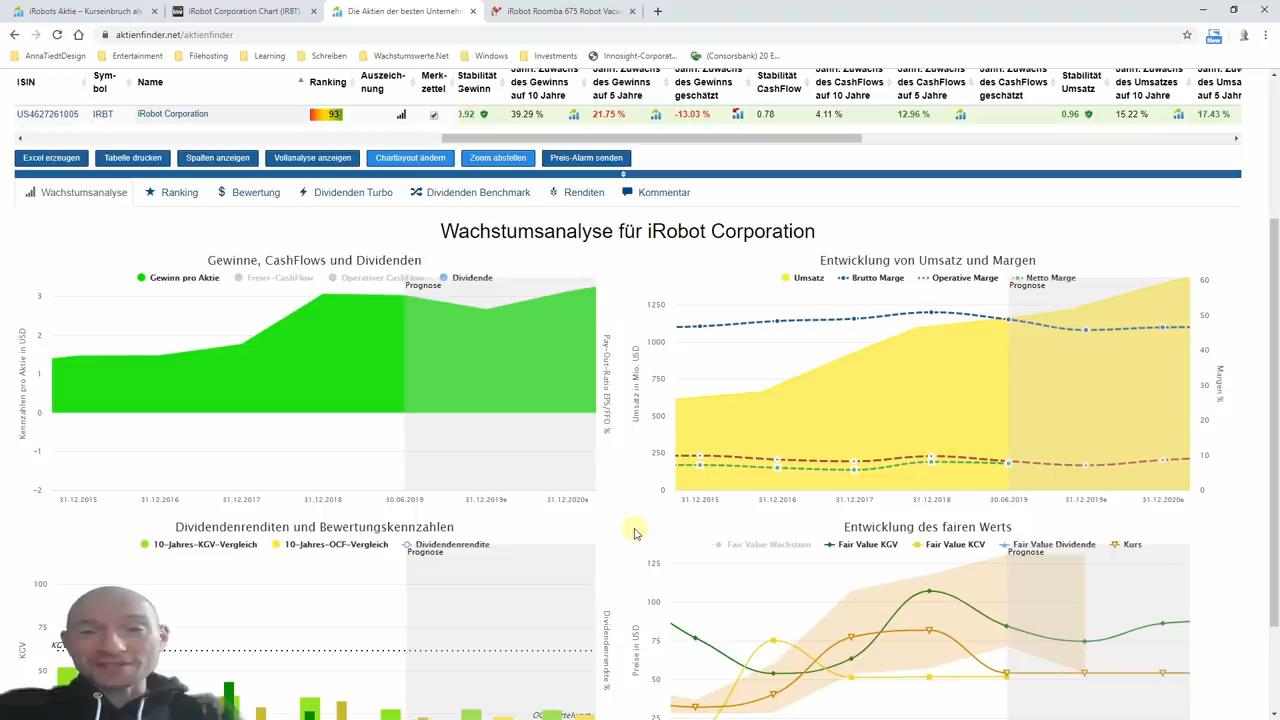 iRobots Aktie – Kurseinbruch als
iRobot Corporation Chart (IRBT)
Die Aktien der besten Unternehm
iRobot Roomba 675 Robot Vacu
aktienfinder.net/aktienfinder
AnnaTiedtDesign
Entertainment
Filehosting
Learning
Schreiben
Wachstumswerte.Net
Windows
Investments
Innosight-Corporat...
(Consorsbank) 20 E...
ISIN
Sym-
bol
Name
Ranking
Auszeich-
nung
Merk-
zettel
Stabilität
Gewinn
des Gewinns
auf 10 Jahre
des Gewinns
auf 5 Jahre
des Gewinns
geschätzt
Stabilität
CashFlow
des CashFlows
auf 10 Jahre
des CashFlows
auf 5 Jahre
des CashFlows
geschätzt
Stabilität
Umsatz
des Umsatzes
auf 10 Jahre
des Umsa
auf 5 Jahr
US4627261005 IRBT iRobot Corporation 93 0.92 39.29 % 21.75 % -13.03 % 0.78 4.11 % 12.96 % 0.96 15.22 % 17.43 %
Excel erzeugen
Tabelle drucken
Spalten anzeigen
Vollanalyse anzeigen
Chartlayout ändern
Zoom abstellen
Preis-Alarm senden
Wachstumsanalyse
Ranking
Bewertung
Dividenden Turbo
Dividenden Benchmark
Renditen
Kommentar
Wachstumsanalyse für iRobot Corporation
Gewinne, CashFlows und Dividenden
Gewinn pro Aktie
Freier-CashFlow
Operativer CashFlow
Dividende
Prognose
3
2
1
0
−1
−2
Kennzahlen pro Aktie in USD
Pay-Out-Ratio EPS/FFO %
31.12.2015
31.12.2016
31.12.2017
31.12.2018
30.06.2019
31.12.2019e
31.12.2020e
Entwicklung von Umsatz und Margen
Umsatz
Brutto Marge
Operative Marge
Netto Marge
Prognose
1250
1000
750
500
250
0
Umsatz in Mio. USD
60
50
40
30
20
10
0
Margen %
31.12.2015
31.12.2016
31.12.2017
31.12.2018
30.06.2019
31.12.2019e
31.12.2020e
Dividendenrenditen und Bewertungskennzahlen
10-Jahres-KGV-Vergleich
10-Jahres-OCF-Vergleich
Dividendenrendite
Prognose
100
75
50
KGV
KGV
Dividendenrendite %
Entwicklung des fairen Werts
Fair Value Wachstum
Fair Value KGV
Fair Value KCV
Fair Value Dividende
Kurs
Prognose
125
100
75
50
25
Preise in USD